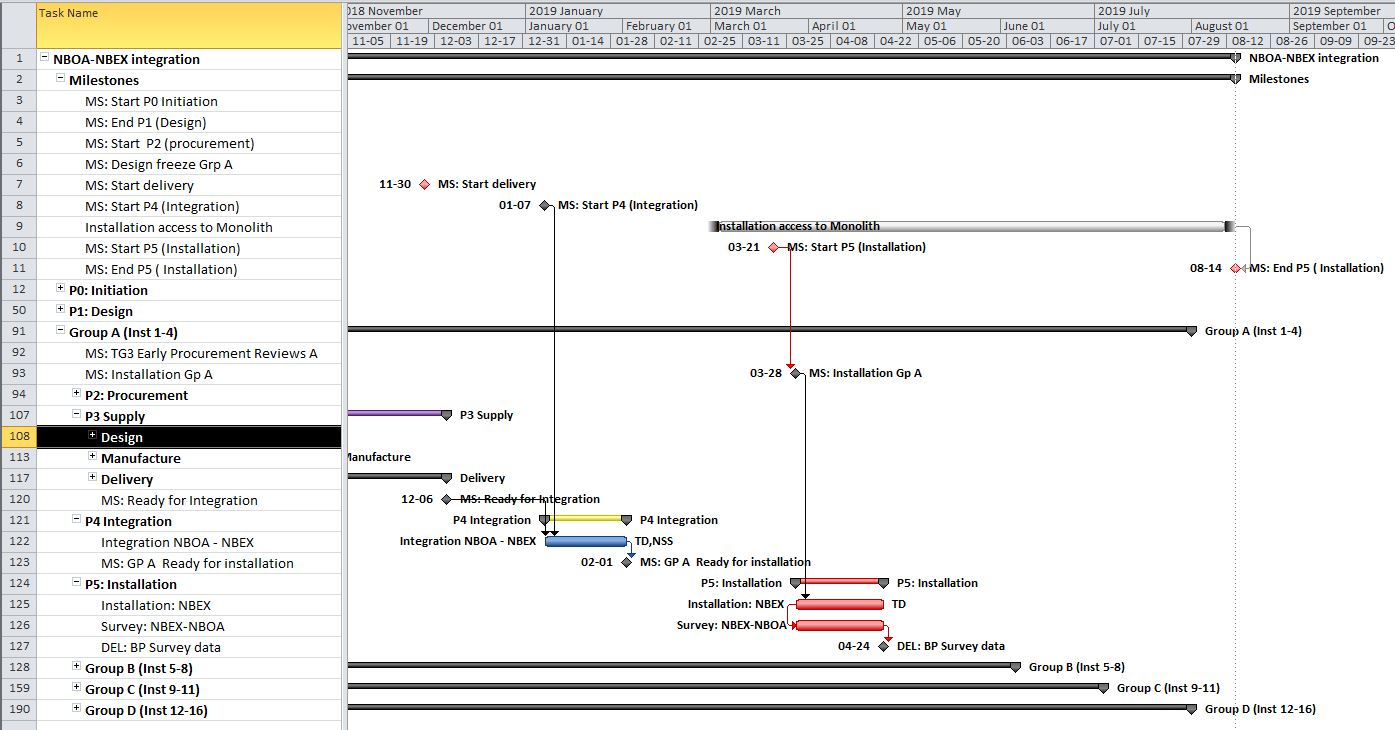 Task Name
018 November 2019 January 2019 March 2019 May 2019 July 2019 September
ovember 01 December 01 January 01 February 01 March 01 April 01 May 01 June 01 July 01 August 01 September 01 O
11-05 11-19 12-03 12-17 12-31 01-14 01-28 02-11 02-25 03-11 03-25 04-08 04-22 05-06 05-20 06-03 06-17 07-01 07-15 07-29 08-12 08-26 09-09 09-23
1 NBOA-NBEX integration NBOA-NBEX integration
2 Milestones Milestones
3 MS: Start P0 Initiation
4 MS: End P1 (Design)
5 MS: Start P2 (procurement)
6 MS: Design freeze Grp A
7 MS: Start delivery 11-30 MS: Start delivery
8 MS: Start P4 (Integration) 01-07 MS: Start P4 (Integration)
9 Installation access to Monolith Installation access to Monolith
10 MS: Start P5 (Installation) 03-21 MS: Start P5 (Installation)
11 MS: End P5 ( Installation) 08-14 MS: End P5 ( Installation)
12 P0: Initiation
50 P1: Design
91 Group A (Inst 1-4) Group A (Inst 1-4)
92 MS: TG3 Early Procurement Reviews A
93 MS: Installation Gp A 03-28 MS: Installation Gp A
94 P2: Procurement
107 P3 Supply P3 Supply
108 Design
113 Manufacture Manufacture
117 Delivery Delivery
120 MS: Ready for Integration 12-06 MS: Ready for Integration
121 P4 Integration P4 Integration P4 Integration
122 Integration NBOA - NBEX Integration NBOA - NBEX TD,NSS
123 MS: GP A Ready for installation 02-01 MS: GP A Ready for installation
124 P5: Installation P5: Installation P5: Installation
125 Installation: NBEX Installation: NBEX TD
126 Survey: NBEX-NBOA Survey: NBEX-NBOA
127 DEL: BP Survey data 04-24 DEL: BP Survey data
128 Group B (Inst 5-8) Group B (Inst 5-8)
159 Group C (Inst 9-11) Group C (Inst 9-11)
190 Group D (Inst 12-16) Group D (Inst 12-16)